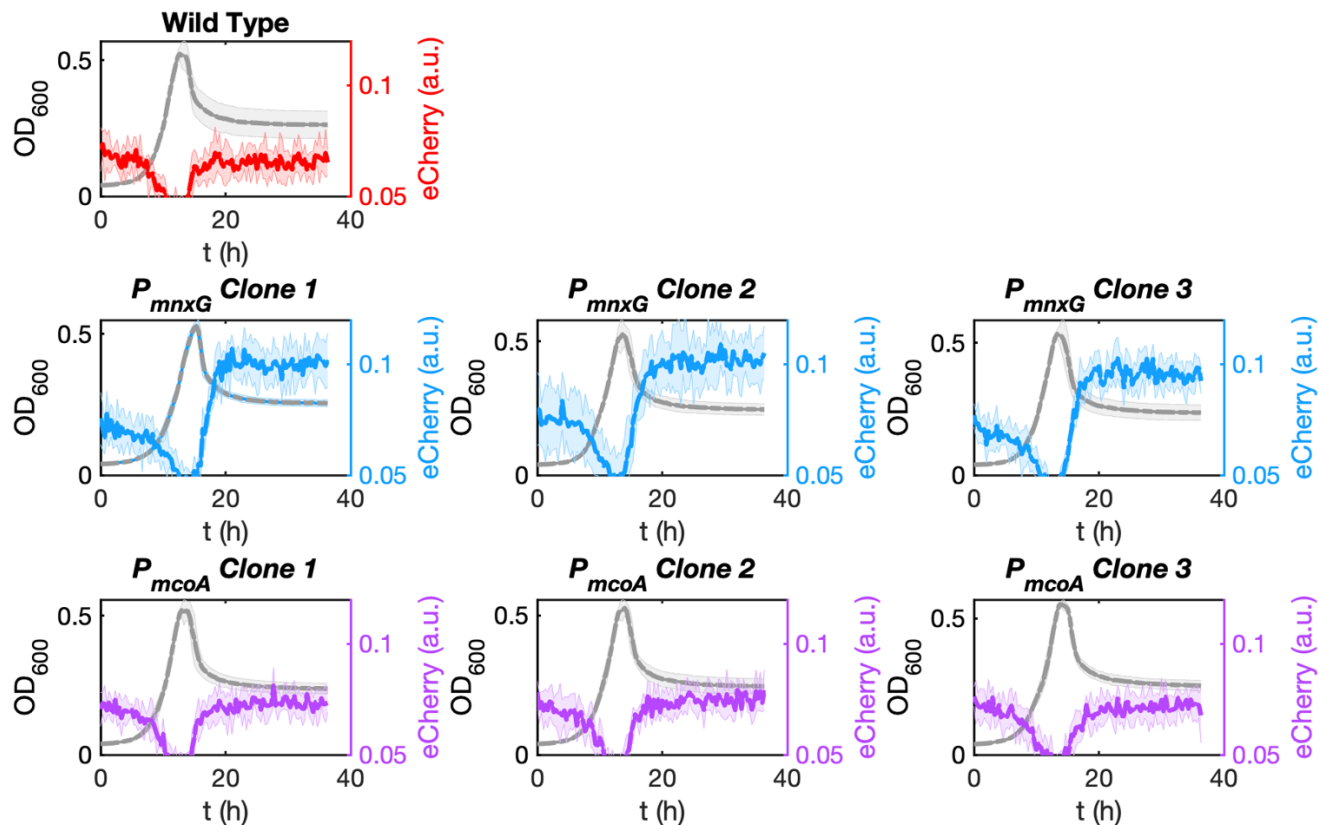 Wild Type
OD600
0.5
0
0.1
0.05
eCherry (a.u.)
0 20 40
t (h)
PmnxG Clone 1
OD600
0.5
0
0.1
0.05
eCherry (a.u.)
0 20 40
t (h)
PmnxG Clone 2
OD600
0.5
0
0.1
0.05
eCherry (a.u.)
0 20 40
t (h)
PmnxG Clone 3
OD600
0.5
0
0.1
0.05
eCherry (a.u.)
0 20 40
t (h)
PmcoA Clone 1
OD600
0.5
0
0.1
0.05
eCherry (a.u.)
0 20 40
t (h)
PmcoA Clone 2
OD600
0.5
0
0.1
0.05
eCherry (a.u.)
0 20 40
t (h)
PmcoA Clone 3
OD600
0.5
0
0.1
0.05
eCherry (a.u.)
0 20 40
t (h)